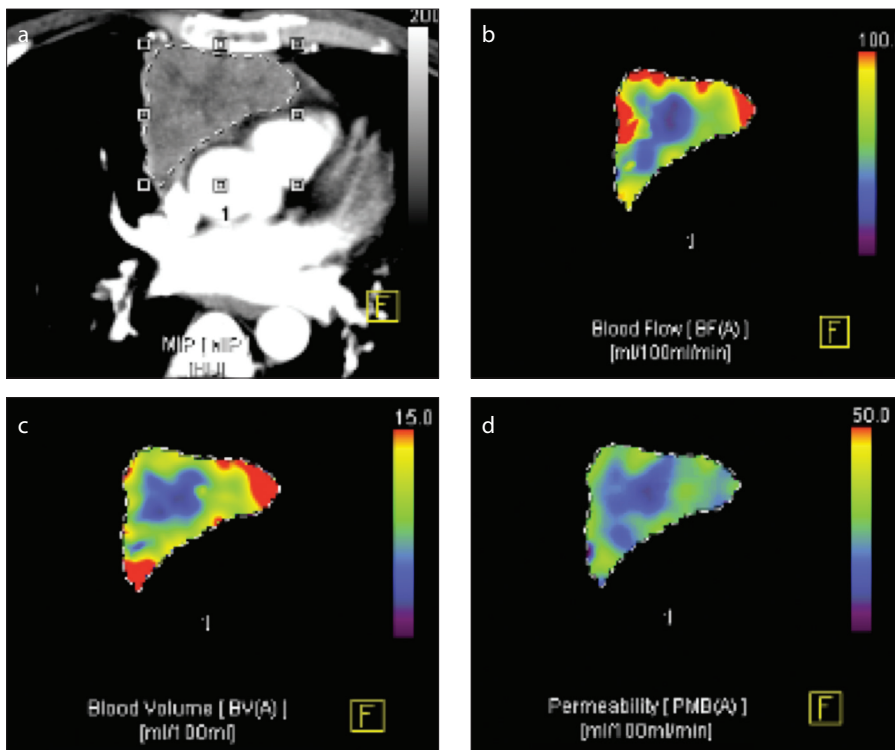 a
200
1
F
MIP [ MIP
[HU]
b
100.
1
Blood Flow [ BF(A) ]
[ml/100ml/min]
F
c
15.0
1
Blood Volume [ BV(A) ]
[ml/100ml]
F
d
50.0
1
Permeability [ PMB(A) ]
[ml/100ml/min]
F